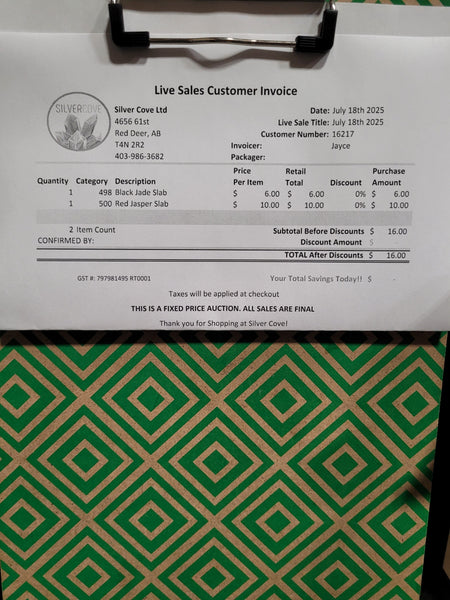 Live Sales Customer Invoice
SILVERCOVE
Silver Cove Ltd
4656 61st
Red Deer, AB
T4N 2R2
403-986-3682
Date: July 18th 2025
Live Sale Title: July 18th 2025
Customer Number: 16217
Invoicer: Jayce
Packager:
Quantity Category Description Price Per Item Retail Total Discount Purchase Amount
1 498 Black Jade Slab $ 6.00 $ 6.00 0% $ 6.00
1 500 Red Jasper Slab $ 10.00 $ 10.00 0% $ 10.00
2 Item Count Subtotal Before Discounts $ 16.00
CONFIRMED BY: Discount Amount $
TOTAL After Discounts $ 16.00
GST #: 797981495 RT0001 Your Total Savings Today!! $ -
Taxes will be applied at checkout
THIS IS A FIXED PRICE AUCTION. ALL SALES ARE FINAL
Thank you for Shopping at Silver Cove!